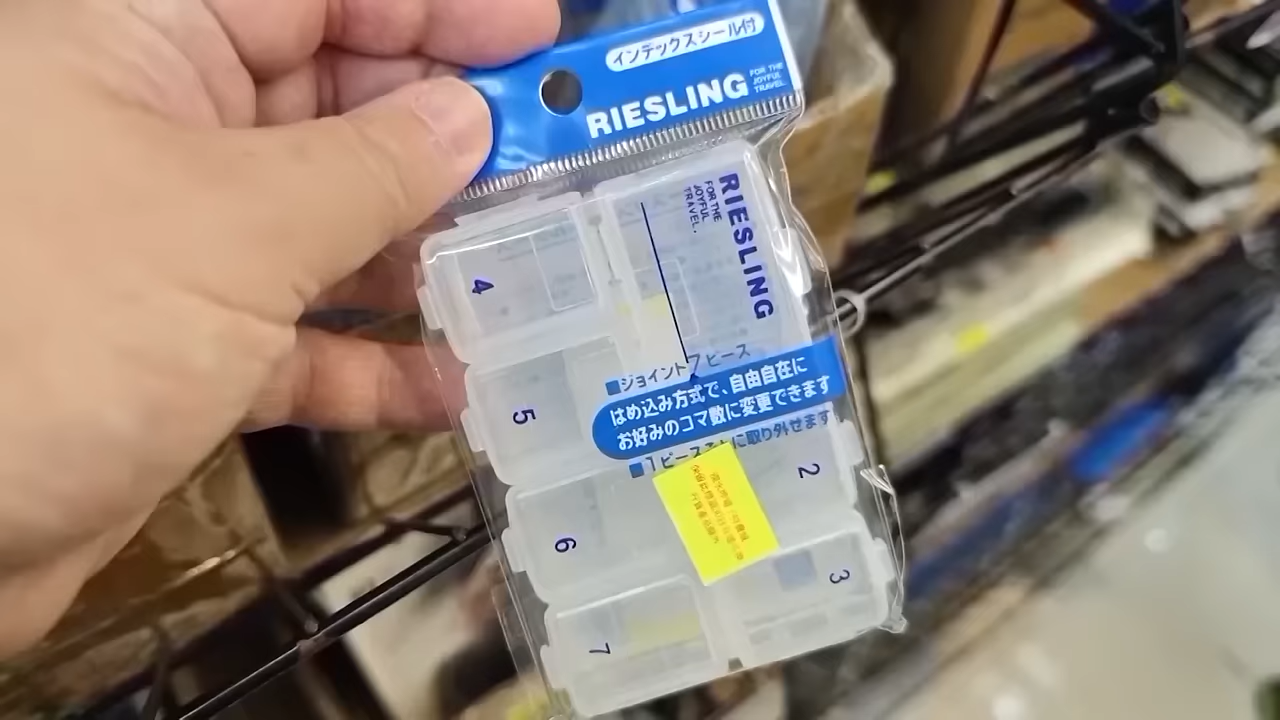 インデックスシール付
RIESLING
FOR THE
JOYFUL
TRAVEL.
RIESLING
FOR THE
JOYFUL
TRAVEL.
4
■ジョイント7ピース
はめ込み方式で、自由自在に
お好みのコマ数に変更できます
■1ピースごとに取り外せます
5
2
6
3
7